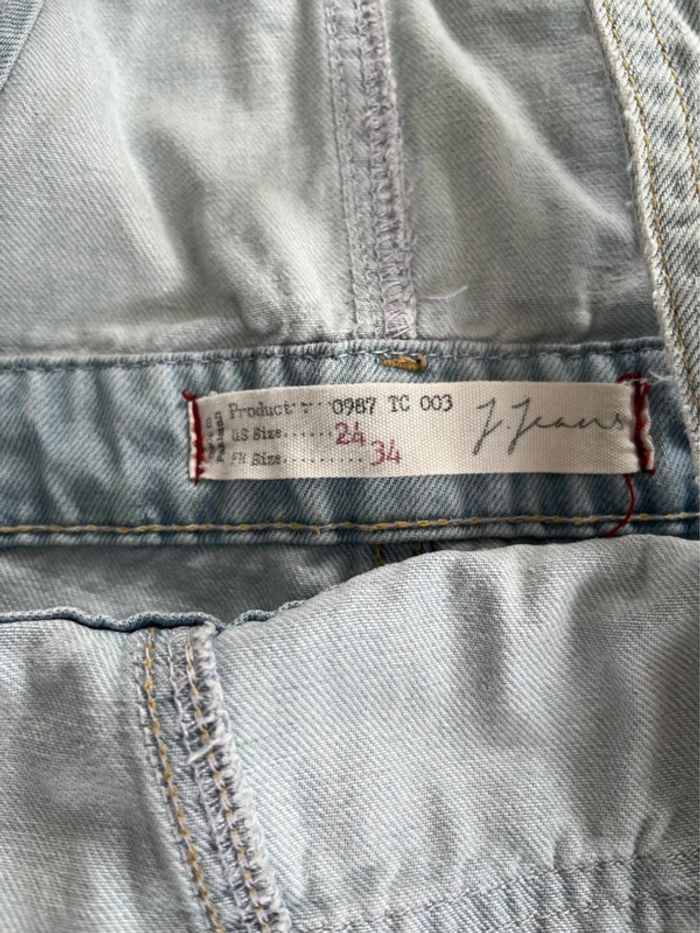 Product······0987 TC 003
US Size......24
FR Size.........34
J.Jeans